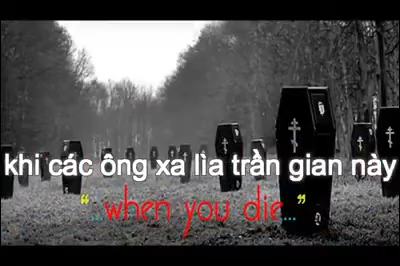 khi các ông xa lìa trần gian này
“...when you die...”